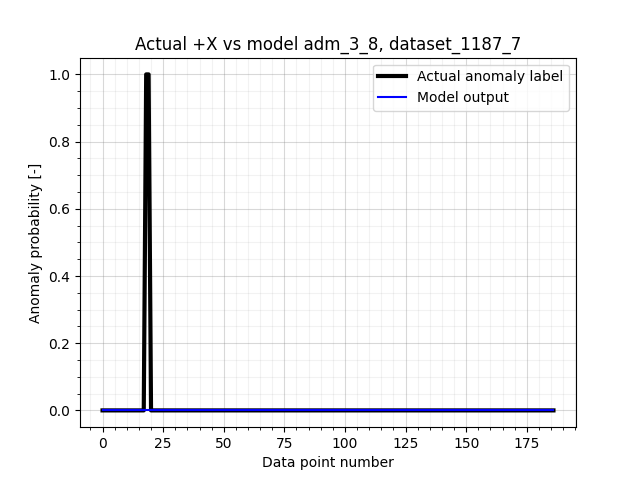 Actual +X vs model adm_3_8, dataset_1187_7
Actual anomaly label
Model output
1.0
0.8
0.6
0.4
0.2
0.0
Anomaly probability [-]
0 25 50 75 100 125 150 175
Data point number